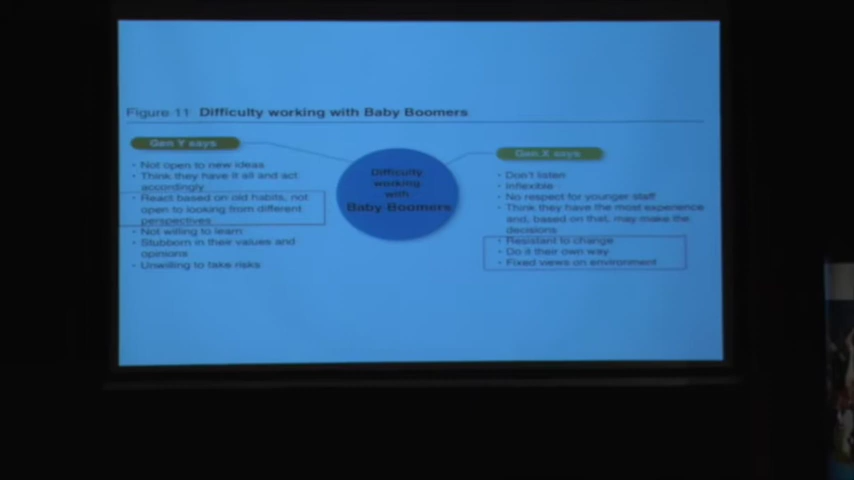 Figure 11 Difficulty working with Baby Boomers
Gen Y says
· Not open to new ideas
· Think they have it all and act
accordingly
· React based on old habits, not
open to looking from different
perspectives
· Not willing to learn
· Stubborn in their values and
opinions
· Unwilling to take risks
Difficulty
working
with
Baby Boomers
Gen X says
· Don't listen
· Inflexible
· No respect for younger staff
· Think they have the most experience
and, based on that, may make the
decisions
· Resistant to change
· Do it their own way
· Fixed views on environment